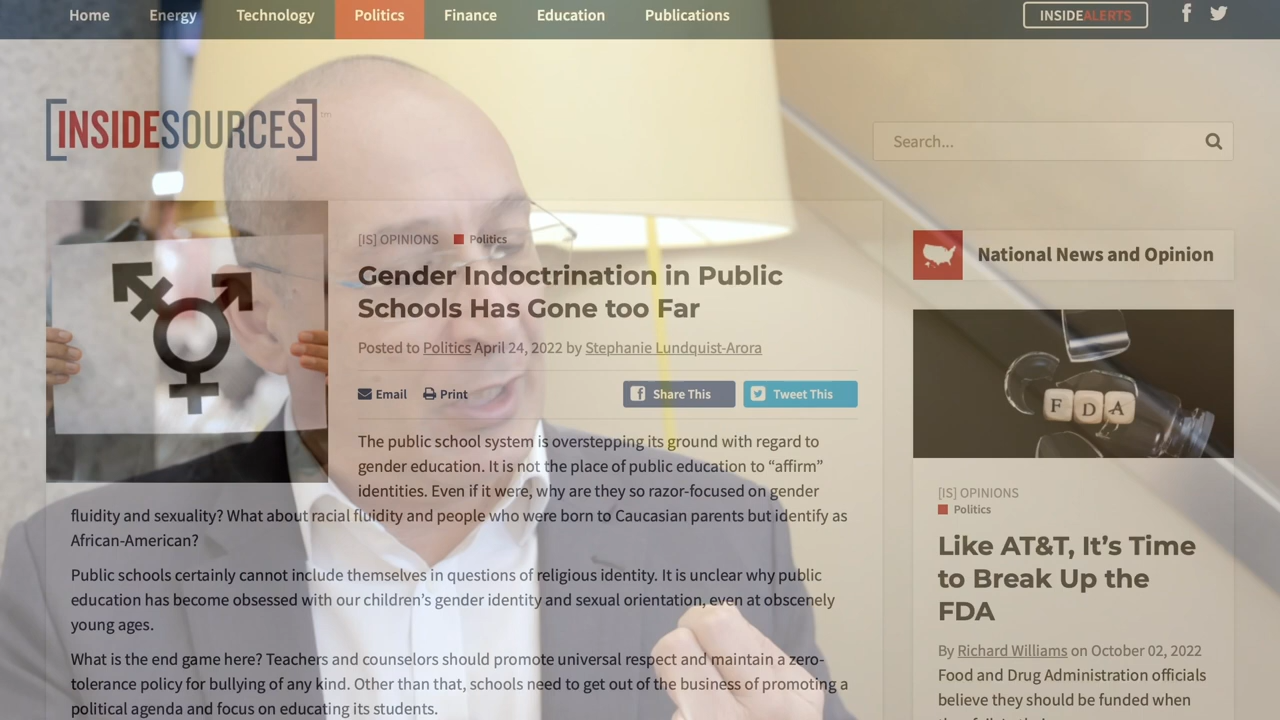 Home Energy Technology Politics Finance Education Publications INSIDEALERTS
[INSIDESOURCES]™
Search...
[IS] OPINIONS Politics
Gender Indoctrination in Public
Schools Has Gone too Far
Posted to Politics April 24, 2022 by Stephanie Lundquist-Arora
Email Print Share This Tweet This
The public school system is overstepping its ground with regard to
gender education. It is not the place of public education to “affirm”
identities. Even if it were, why are they so razor-focused on gender
fluidity and sexuality? What about racial fluidity and people who were born to Caucasian parents but identify as
African-American?
Public schools certainly cannot include themselves in questions of religious identity. It is unclear why public
education has become obsessed with our children’s gender identity and sexual orientation, even at obscenely
young ages.
What is the end game here? Teachers and counselors should promote universal respect and maintain a zero-
tolerance policy for bullying of any kind. Other than that, schools need to get out of the business of promoting a
political agenda and focus on educating its students.
National News and Opinion
FDA
[IS] OPINIONS
Politics
Like AT&T, It’s Time
to Break Up the
FDA
By Richard Williams on October 02, 2022
Food and Drug Administration officials
believe they should be funded when